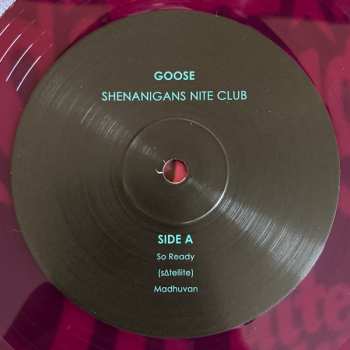 GOOSE
SHENANIGANS NITE CLUB
SIDE A
So Ready
(s∆tellite)
Madhuvan